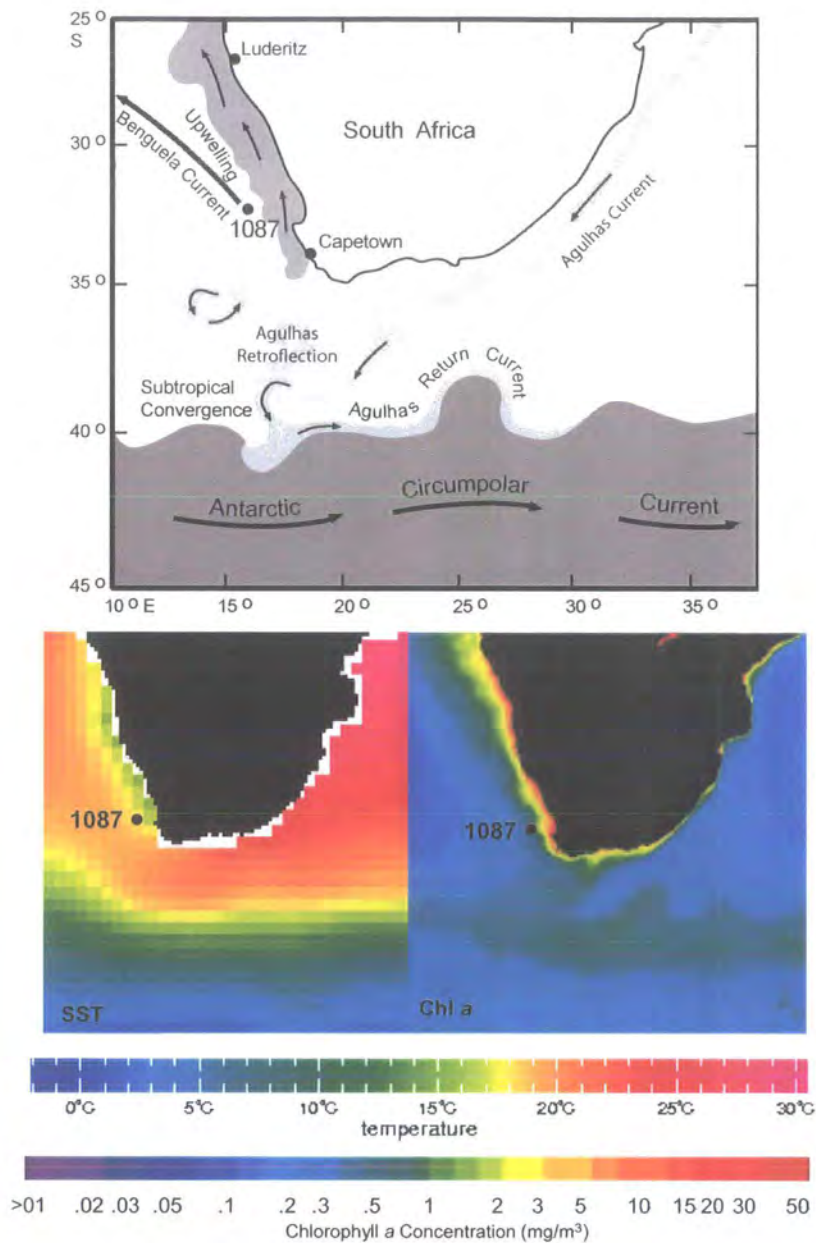 25 °
S
Luderitz
South Africa
30 °
Upwelling
Benguela Current
1087
Capetown
Agulhas Current
35 °
Agulhas
Retroflection
Subtropical
Convergence
Agulhas Return Current
40 °
Antarctic Circumpolar Current
45 °
10 ° E 15 ° 20 ° 25 ° 30 ° 35 °
1087
1087
SST
Chl a
0°C 5°C 10°C 15°C 20°C 25°C 30°C
temperature
>01 .02 .03 .05 .1 .2 .3 .5 1 2 3 5 10 15 20 30 50
Chlorophyll a Concentration (mg/m³)